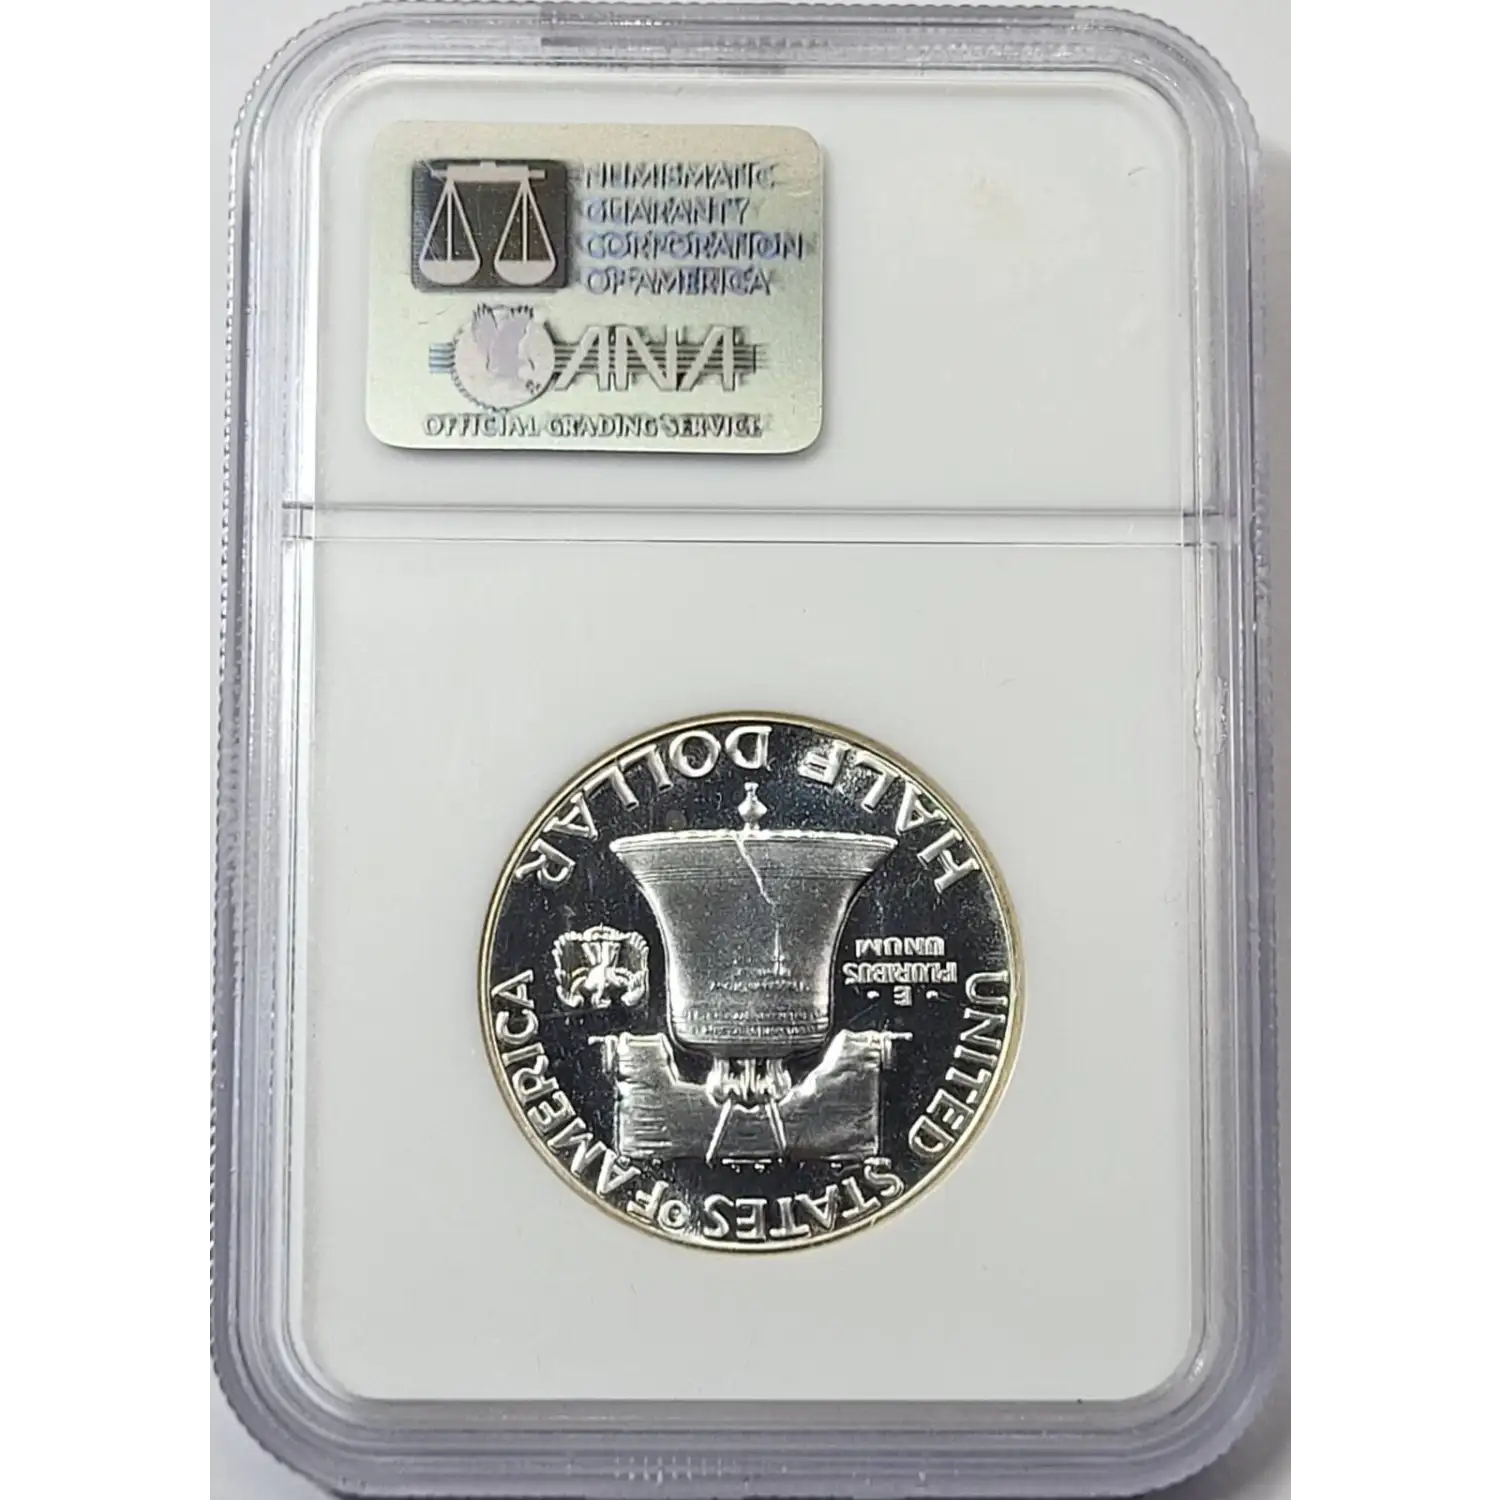 NUMISMATIC
GUARANTY
CORPORATION
OF AMERICA
ANA
OFFICIAL GRADING SERVICE
HALF DOLLAR
E
PLURIBUS
UNUM
UNITED STATES OF AMERICA